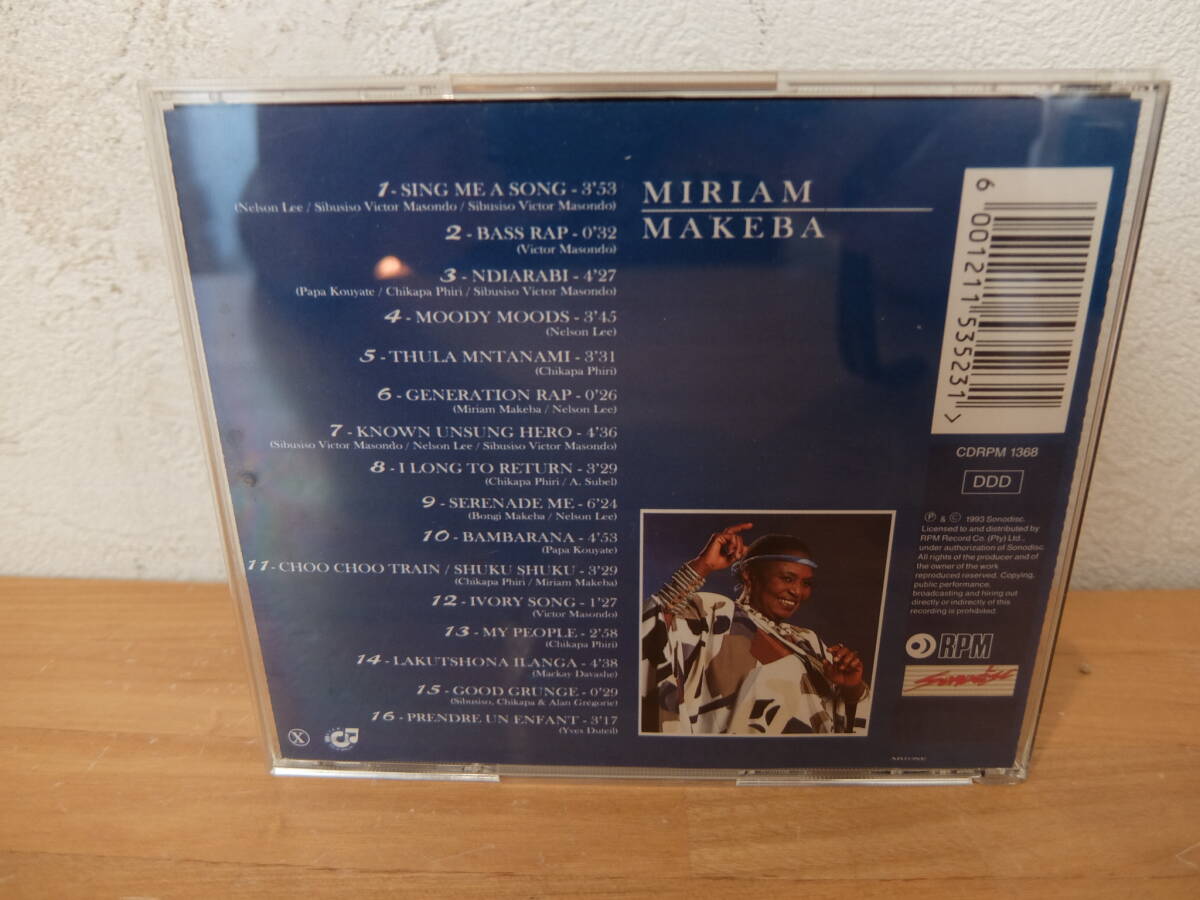 1 - SING ME A SONG - 3'53
(Nelson Lee / Sibusiso Victor Masondo / Sibusiso Victor Masondo)
2 - BASS RAP - 0'32
(Victor Masondo)
3 - NDIARABI - 4'27
(Papa Kouyate / Chikapa Phiri / Sibusiso Victor Masondo)
4 - MOODY MOODS - 3'45
(Nelson Lee)
5 - THULA MNTANAMI - 3'31
(Chikapa Phiri)
6 - GENERATION RAP - 0'26
(Miriam Makeba / Nelson Lee)
7 - KNOWN UNSUNG HERO - 4'36
(Sibusiso Victor Masondo / Nelson Lee / Sibusiso Victor Masondo)
8 - I LONG TO RETURN - 3'29
(Chikapa Phiri / A. Subel)
9 - SERENADE ME - 6'24
(Bongi Makeba / Nelson Lee)
10 - BAMBARANA - 4'53
(Papa Kouyate)
11 - CHOO CHOO TRAIN / SHUKU SHUKU - 3'29
(Chikapa Phiri / Miriam Makeba)
12 - IVORY SONG - 1'27
(Victor Masondo)
13 - MY PEOPLE - 2'58
(Chikapa Phiri)
14 - LAKUTSHONA ILANGA - 4'38
(Mackay Davashe)
15 - GOOD GRUNGE - 0'29
(Sibusiso, Chikapa & Alan Gregorie)
16 - PRENDRE UN ENFANT - 3'17
(Yves Duteil)
X
MIRIAM
MAKEBA
6 001211 535231 >
CDRPM 1368
DDD
℗ & © 1993 Sonodisc.
Licensed to and distributed by
RPM Record Co. (Pty) Ltd.,
under authorization of Sonodisc.
All rights of the producer and of
the owner of the work
reproduced reserved. Copying,
public performance,
broadcasting and hiring out
directly or indirectly of this
recording is prohibited.
RPM
Sonodisc